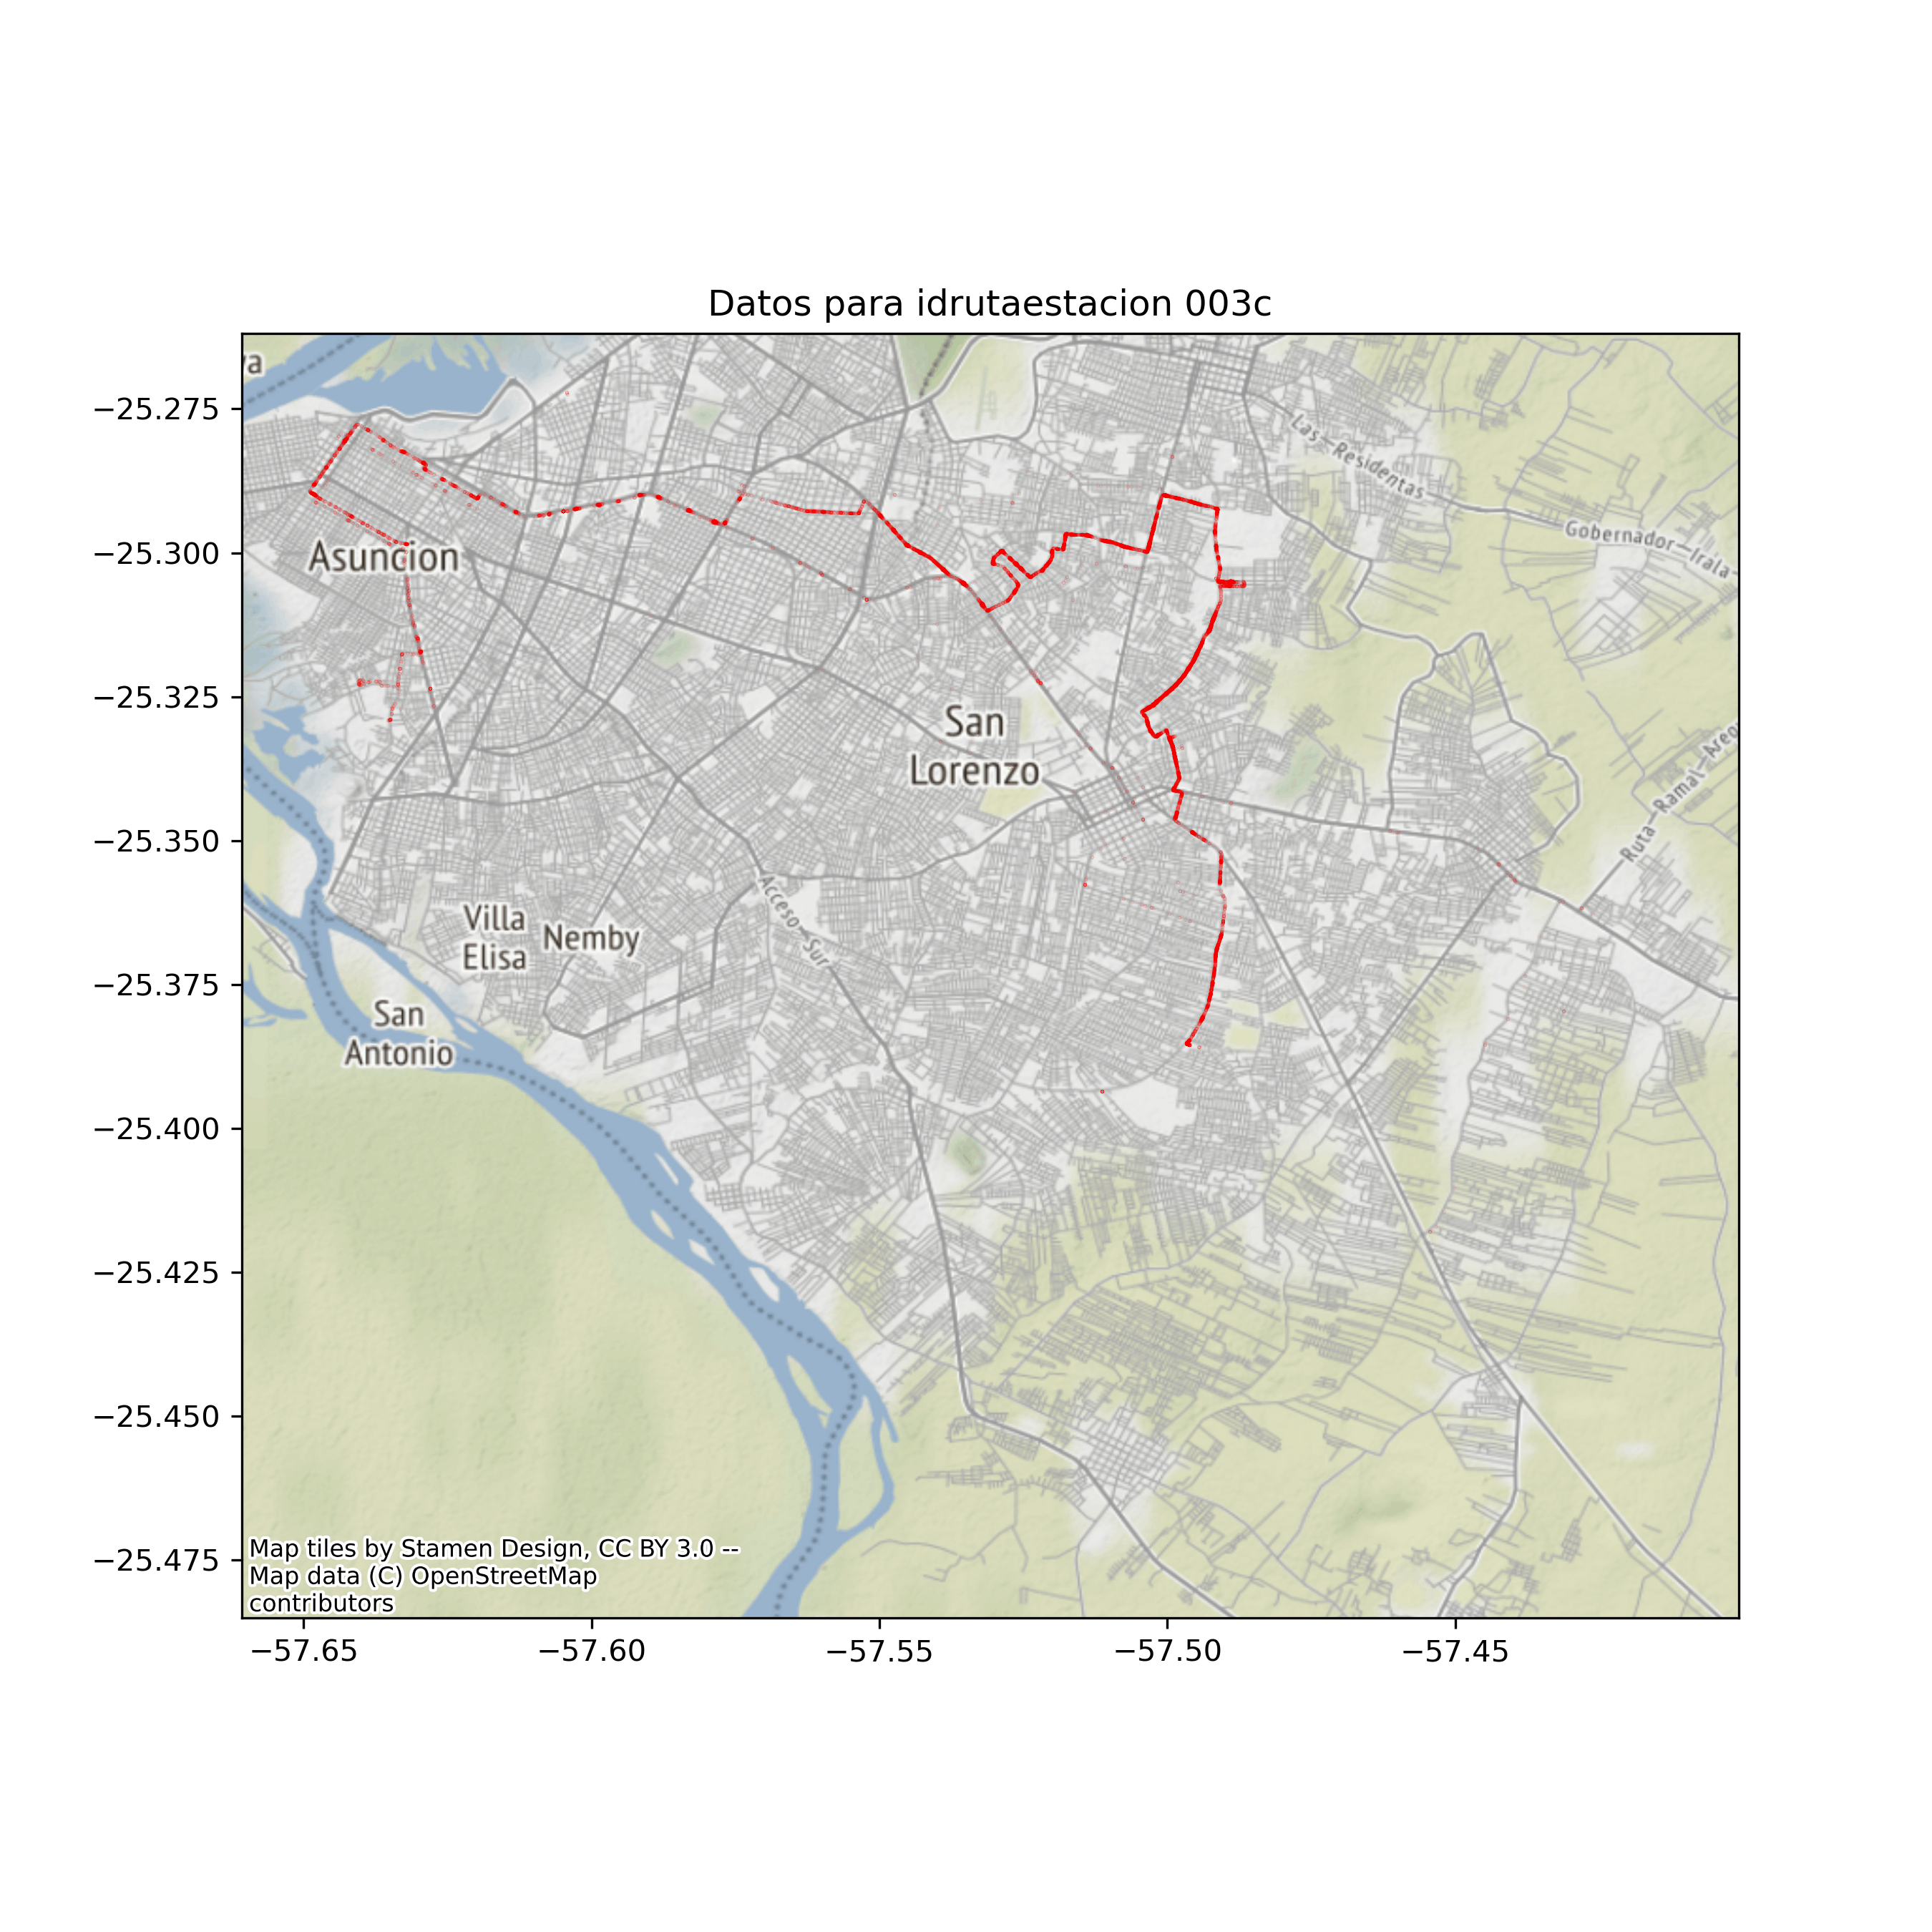 Datos para idrutaestacion 003c
va
−25.275
−25.300
−25.325
−25.350
−25.375
−25.400
−25.425
−25.450
−25.475
Las-Residentas
Gobernador-Irala-
Asuncion
San
Lorenzo
Ruta-Ramal-Areo
Acceso-Sur
Villa
Elisa
Nemby
San
Antonio
Map tiles by Stamen Design, CC BY 3.0 --
Map data (C) OpenStreetMap
contributors
−57.65
−57.60
−57.55
−57.50
−57.45